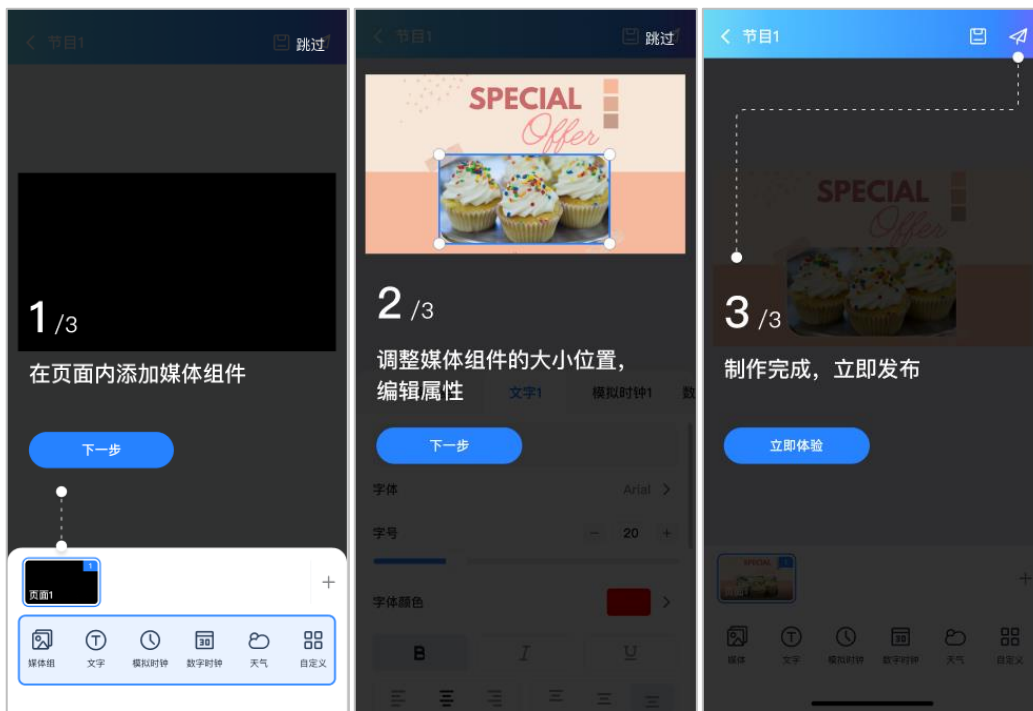 节目1
跳过
1/3
在页面内添加媒体组件
下一步
1
页面1
媒体组
文字
模拟时钟
30
数字时钟
天气
自定义
节目1
跳过
SPECIAL
Offer
2/3
调整媒体组件的大小位置，
编辑属性
文字1
模拟时钟1
数
下一步
字体
Arial
字号
20
字体颜色
B
I
U
节目1
SPECIAL
Offer
3/3
制作完成，立即发布
立即体验
SPECIAL
1
页面1
媒体
文字
模拟时钟
30
数字时钟
天气
自定义